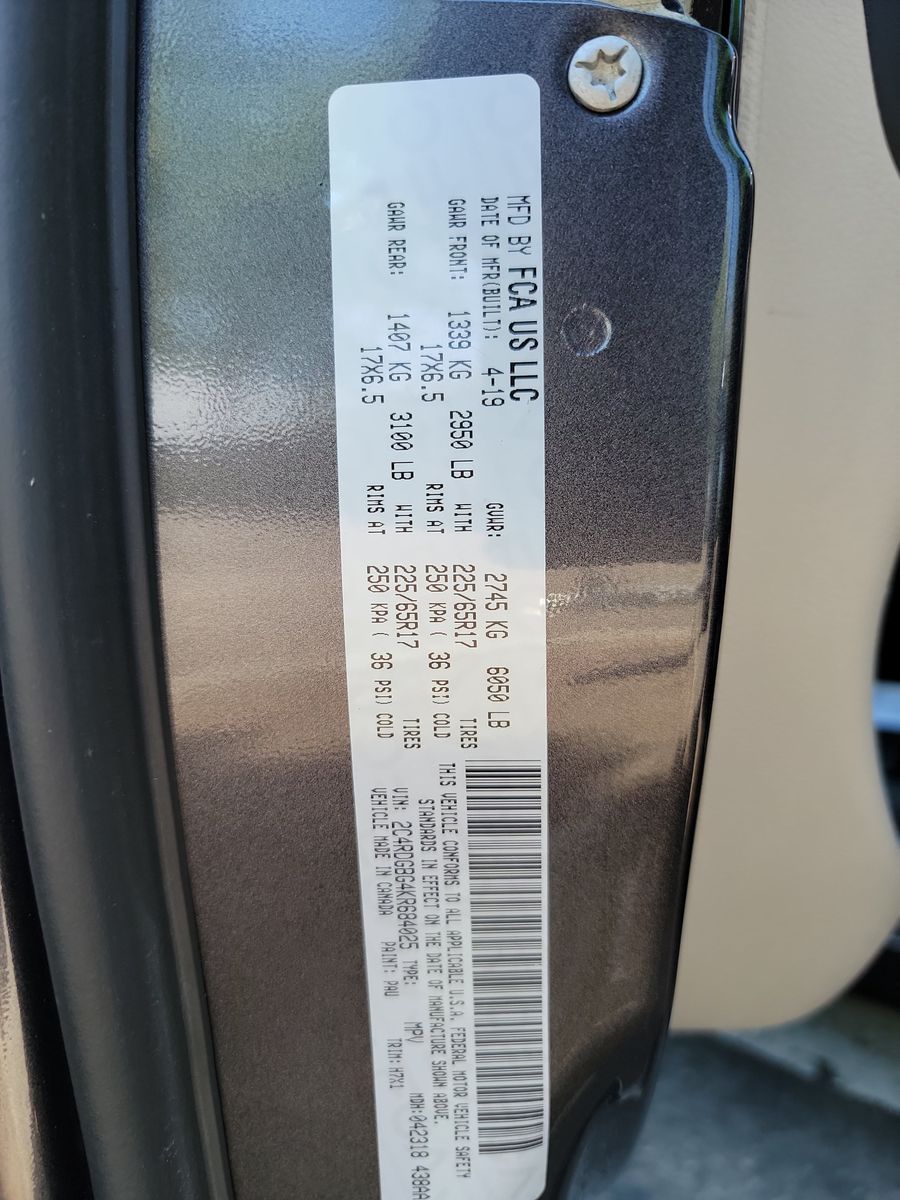 MFD BY FCA US LLC
DATE OF MFR(BUILT): 4-19 GVWR: 2745 KG 6050 LB
GAWR FRONT: 1339 KG 2950 LB WITH 225/65R17 TIRES
17X6.5 RIMS AT 250 KPA ( 36 PSI) COLD
GAWR REAR: 1407 KG 3100 LB WITH 225/65R17 TIRES
17X6.5 RIMS AT 250 KPA ( 36 PSI) COLD
THIS VEHICLE CONFORMS TO ALL APPLICABLE U.S.A. FEDERAL MOTOR VEHICLE SAFETY
STANDARDS IN EFFECT ON THE DATE OF MANUFACTURE SHOWN ABOVE.
VIN: 2C4RDGBG4KR684025 TYPE: MPV MDH:042318 438AA
VEHICLE MADE IN CANADA PAINT: PAU TRIM: H7X1